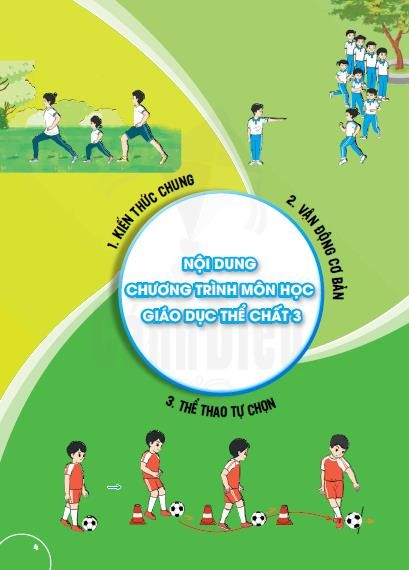 1. KIẾN THỨC CHUNG
2. VẬN ĐỘNG CƠ BẢN
NỘI DUNG
CHƯƠNG TRÌNH MÔN HỌC
GIÁO DỤC THỂ CHẤT 3
3. THỂ THAO TỰ CHỌN
4